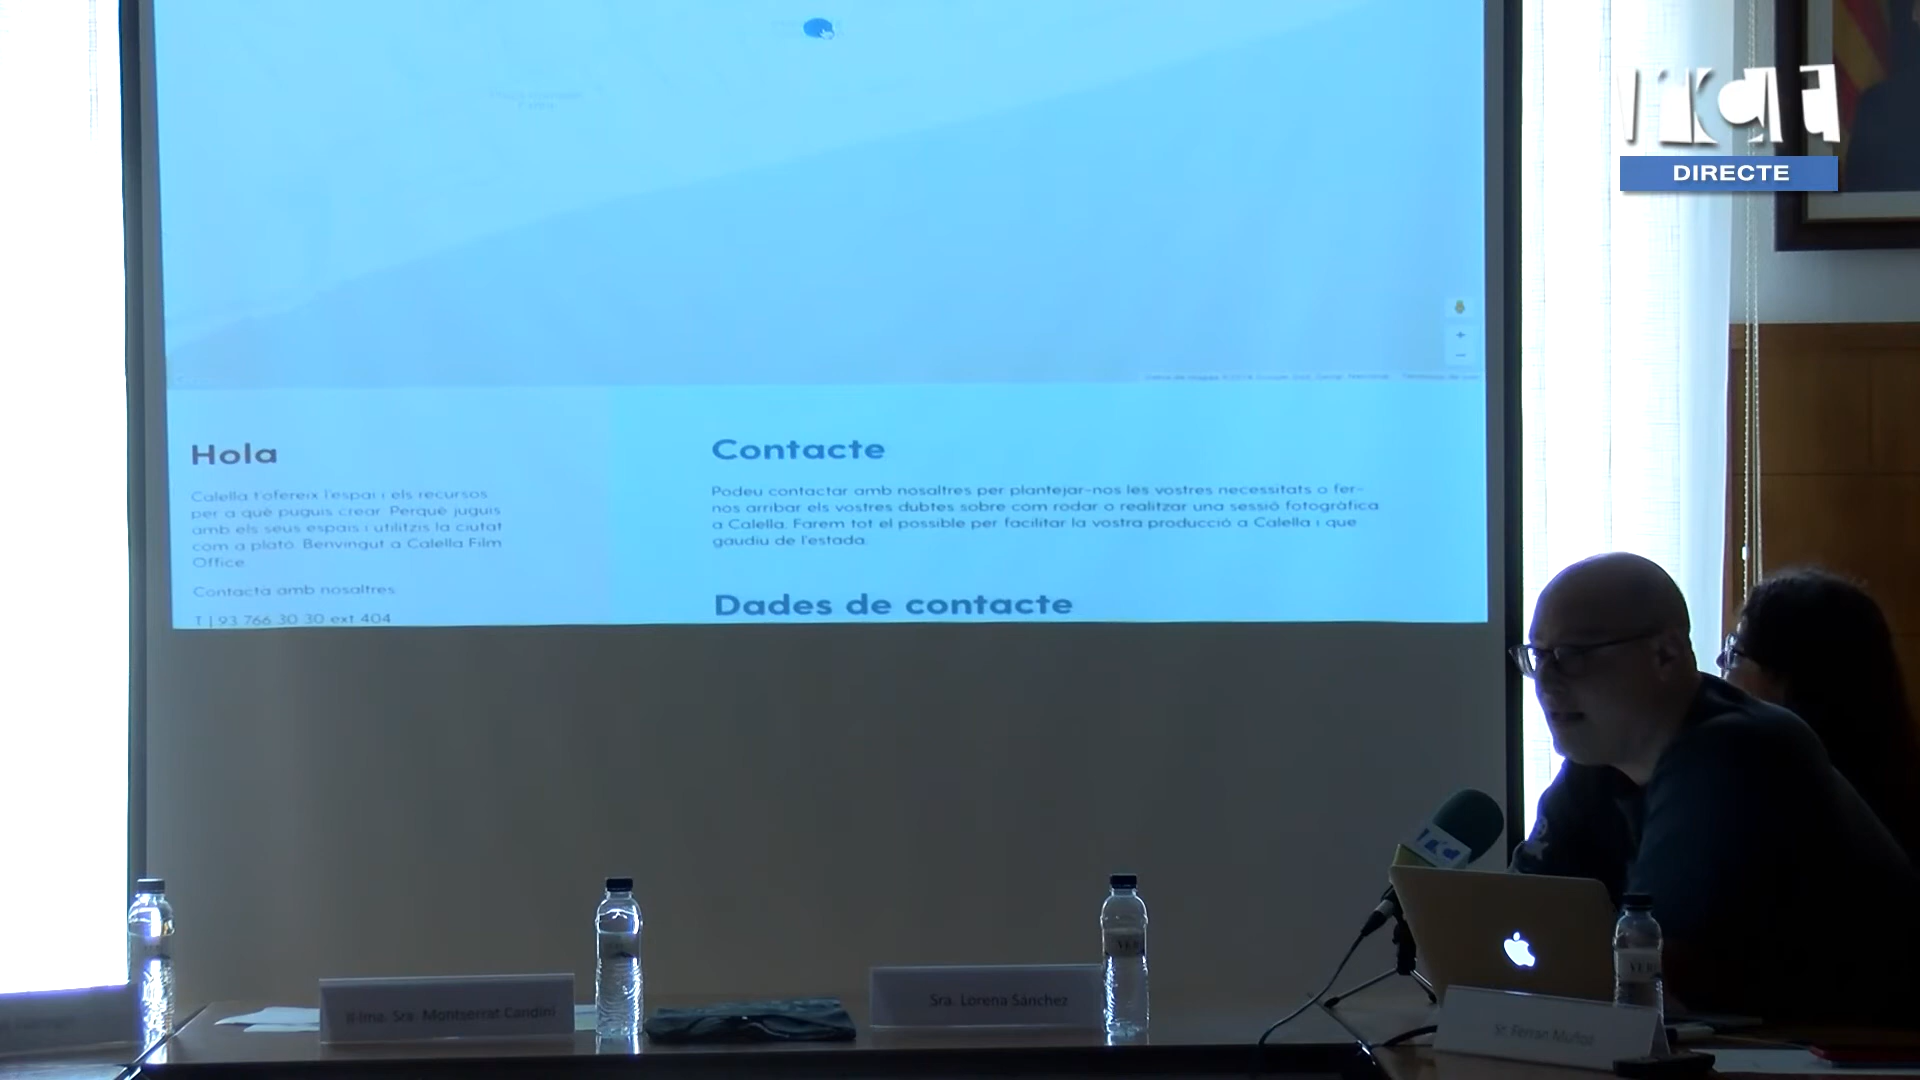 DIRECTE
Hola
Calella t'ofereix l'espai i els recursos
per a què puguis crear. Perquè juguis
amb els seus espais i utilitzis la ciutat
com a plató. Benvingut a Calella Film
Office.
Contacta amb nosaltres
T | 93 766 30 30 ext 404
Contacte
Podeu contactar amb nosaltres per plantejar-nos les vostres necessitats o fer-
nos arribar els vostres dubtes sobre com rodar o realitzar una sessió fotogràfica
a Calella. Farem tot el possible per facilitar la vostra producció a Calella i que
gaudiu de l'estada.
Dades de contacte
Il·lma. Sra. Montserrat Candini
Sra. Lorena Sánchez
Sr. Ferran Muñoz